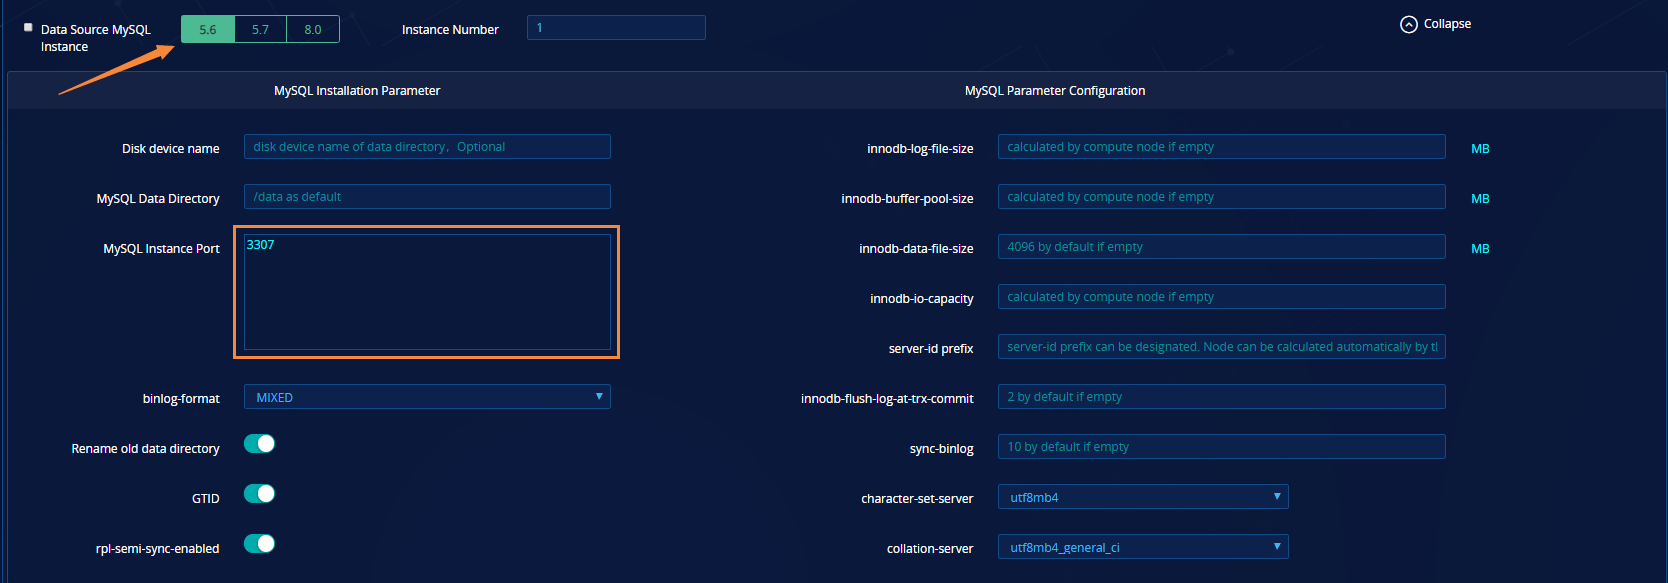 Data Source MySQL
Instance
5.6 5.7 8.0
Instance Number
1
Collapse
MySQL Installation Parameter
MySQL Parameter Configuration
Disk device name
disk device name of data directory，Optional
innodb-log-file-size
calculated by compute node if empty
MB
MySQL Data Directory
/data as default
innodb-buffer-pool-size
calculated by compute node if empty
MB
MySQL Instance Port
3307
innodb-data-file-size
4096 by default if empty
MB
innodb-io-capacity
calculated by compute node if empty
server-id prefix
server-id prefix can be designated. Node can be calculated automatically by tl
binlog-format
MIXED
innodb-flush-log-at-trx-commit
2 by default if empty
Rename old data directory
sync-binlog
10 by default if empty
GTID
character-set-server
utf8mb4
rpl-semi-sync-enabled
collation-server
utf8mb4_general_ci